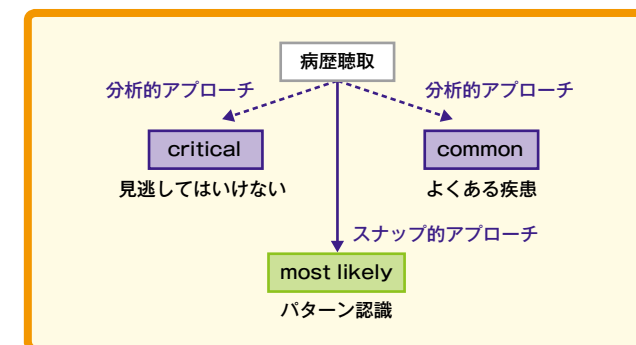 病歴聴取
分析的アプローチ
分析的アプローチ
critical
common
見逃してはいけない
よくある疾患
スナップ的アプローチ
most likely
パターン認識